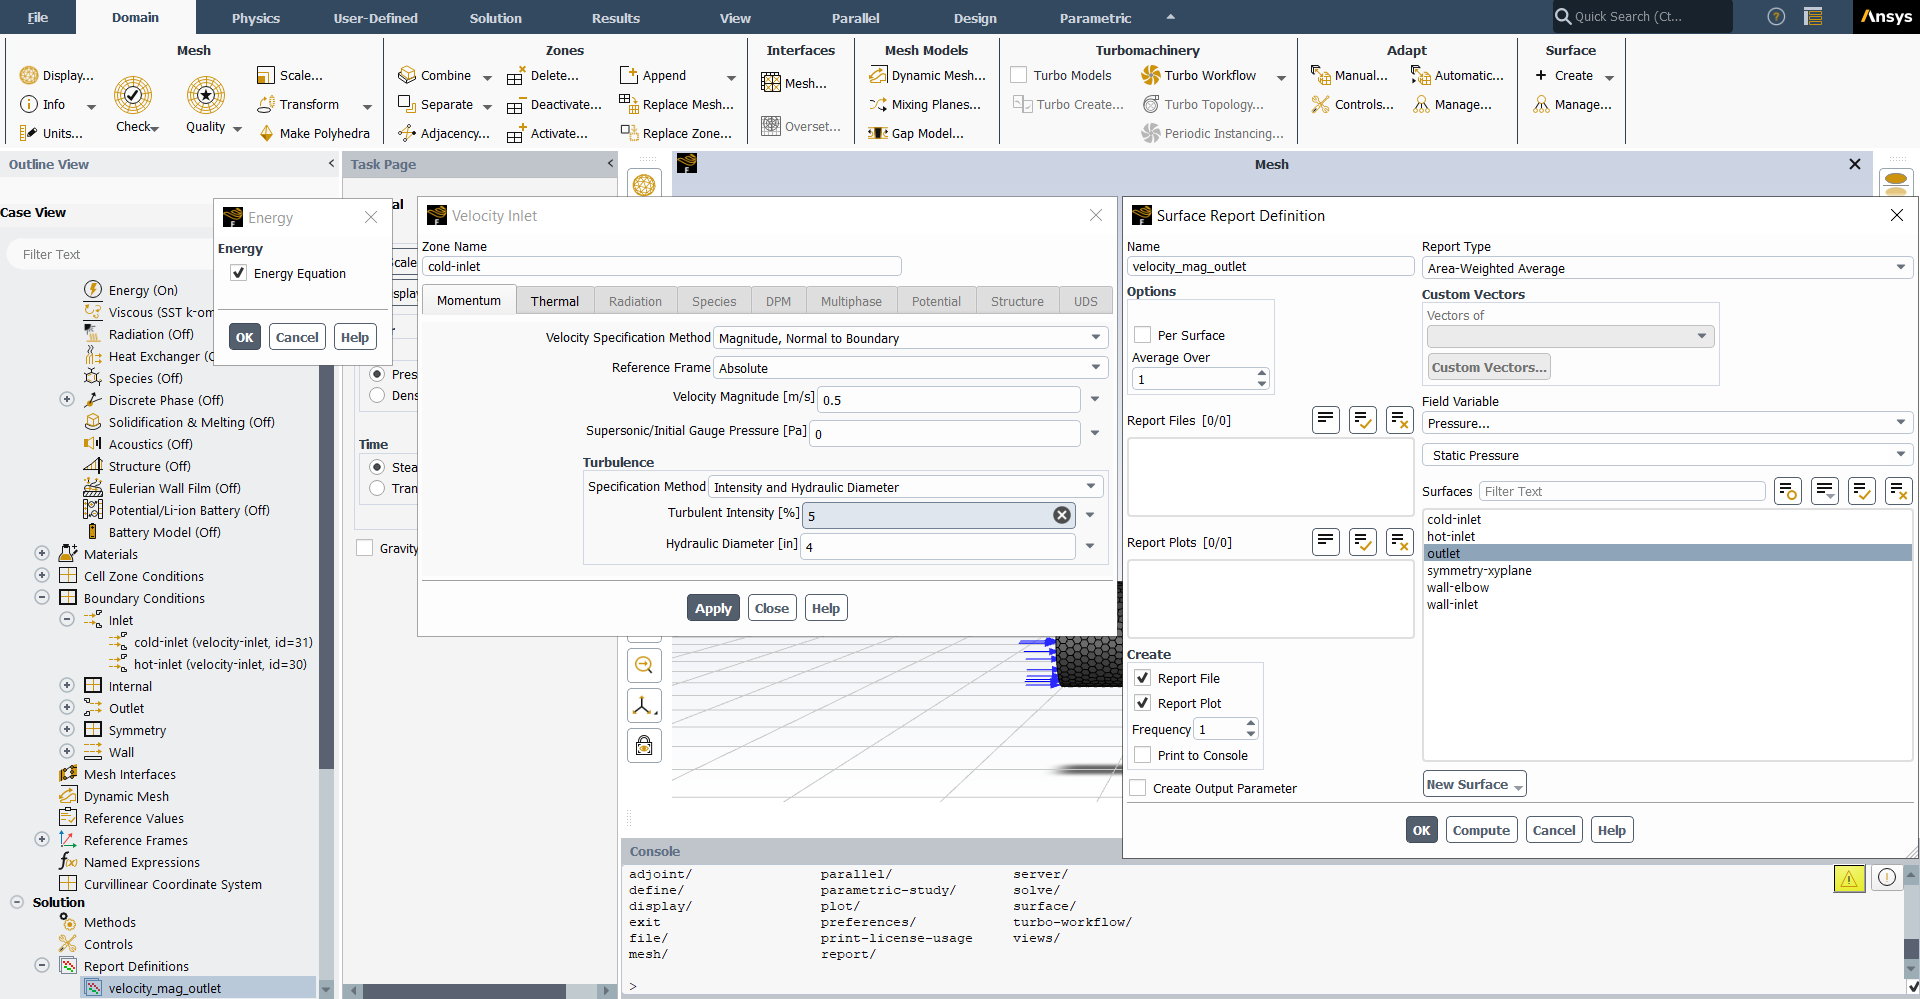 File Domain Physics User-Defined Solution Results View Parallel Design Parametric Quick Search (Ct... Ansys
Mesh Zones Interfaces Mesh Models Turbomachinery Adapt Surface
Display... Scale... Combine Delete... Append Mesh... Dynamic Mesh... Turbo Models Turbo Workflow Manual... Automatic... Create
Info Transform Separate Deactivate... Replace Mesh... Mixing Planes... Turbo Create... Turbo Topology... Controls... Manage... Manage...
Check Quality Overset...
Units... Make Polyhedra Adjacency... Activate... Replace Zone... Gap Model... Periodic Instancing...
Outline View
Case View
Filter Text
Energy (On)
Viscous (SST k-om
Radiation (Off)
Heat Exchanger (
Species (Off)
Discrete Phase (Off)
Solidification & Melting (Off)
Acoustics (Off)
Structure (Off)
Eulerian Wall Film (Off)
Potential/Li-ion Battery (Off)
Battery Model (Off)
Materials
Cell Zone Conditions
Boundary Conditions
Inlet
cold-inlet (velocity-inlet, id=31)
hot-inlet (velocity-inlet, id=30)
Internal
Outlet
Symmetry
Wall
Mesh Interfaces
Dynamic Mesh
Reference Values
Reference Frames
Named Expressions
Curvillinear Coordinate System
Solution
Methods
Controls
Report Definitions
velocity_mag_outlet
Energy
Energy
Energy Equation
OK Cancel Help
Task Page
al
Scale
Pres
Dens
Time
Stea
Tran
Gravity
Mesh
Velocity Inlet
Zone Name
cold-inlet
Momentum Thermal Radiation Species DPM Multiphase Potential Structure UDS
Velocity Specification Method Magnitude, Normal to Boundary
Reference Frame Absolute
Velocity Magnitude [m/s] 0.5
Supersonic/Initial Gauge Pressure [Pa] 0
Turbulence
Specification Method Intensity and Hydraulic Diameter
Turbulent Intensity [%] 5
Hydraulic Diameter [in] 4
Apply Close Help
Surface Report Definition
Name
velocity_mag_outlet
Options
Per Surface
Average Over
1
Report Files [0/0]
Report Plots [0/0]
Create
Report File
Report Plot
Frequency 1
Print to Console
Create Output Parameter
Report Type
Area-Weighted Average
Custom Vectors
Vectors of
Custom Vectors...
Field Variable
Pressure...
Static Pressure
Surfaces Filter Text
cold-inlet
hot-inlet
outlet
symmetry-xyplane
wall-elbow
wall-inlet
New Surface
OK Compute Cancel Help
Console
adjoint/ parallel/ server/
define/ parametric-study/ solve/
display/ plot/ surface/
exit preferences/ turbo-workflow/
file/ print-license-usage views/
mesh/ report/
>